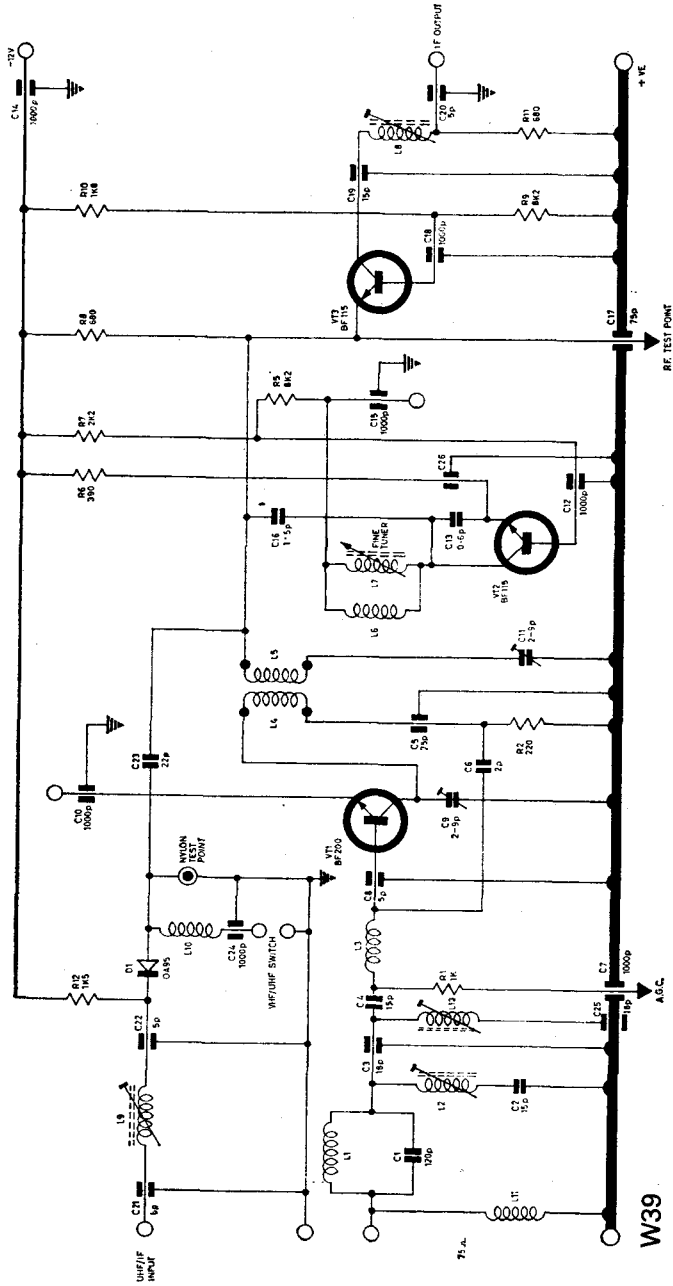 -12V
C14
1000p
R12
1K5
R6
390
R7
2K2
R8
680
R10
1K8
UHF/IF
INPUT
C21
6p
L9
C22
5p
D1
OA95
L10
C24
1000p
VHF/UHF SWITCH
NYLON
TEST
POINT
C23
22p
C10
1000p
L4
L5
C16
1·5p
L6
L7
FINE
TUNER
R5
8K2
C15
1000p
C26
C13
0·6p
VT2
BF115
C12
1000p
VT3
BF115
C18
1000p
R9
8K2
C19
15p
L8
IF OUTPUT
C20
5p
R11
680
75Ω
L1
C1
120p
L11
L2
C2
15p
C3
18p
C4
15p
R1
1K
L3
C8
5p
VT1
BF200
C9
2-9p
C5
75p
C6
2p
R2
220
C11
2-9p
C25
18p
C7
1000p
A.G.C.
C17
75p
R.F. TEST POINT
+VE
W39